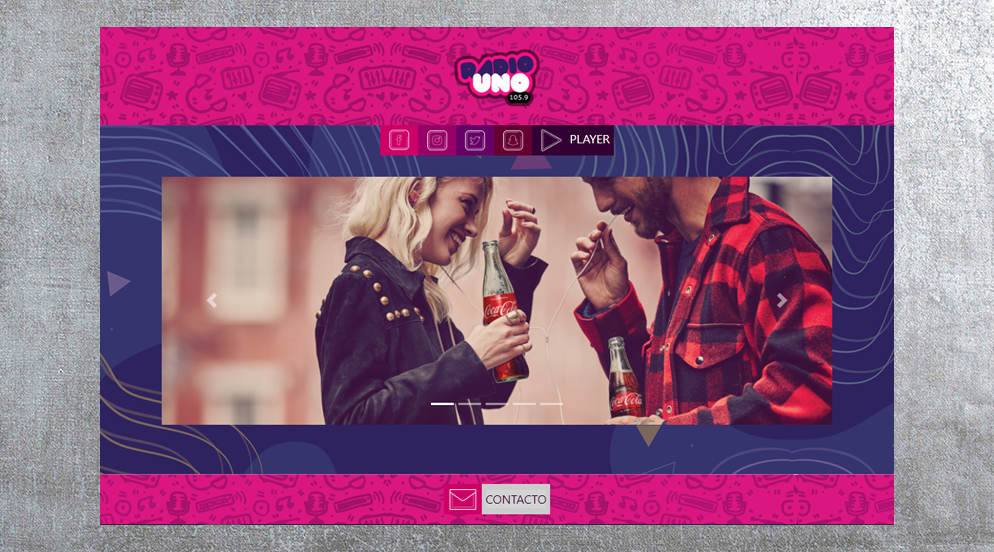 RADIO
UNO
105.9
PLAYER
Coca-Cola
Coca-Cola
CONTACTO